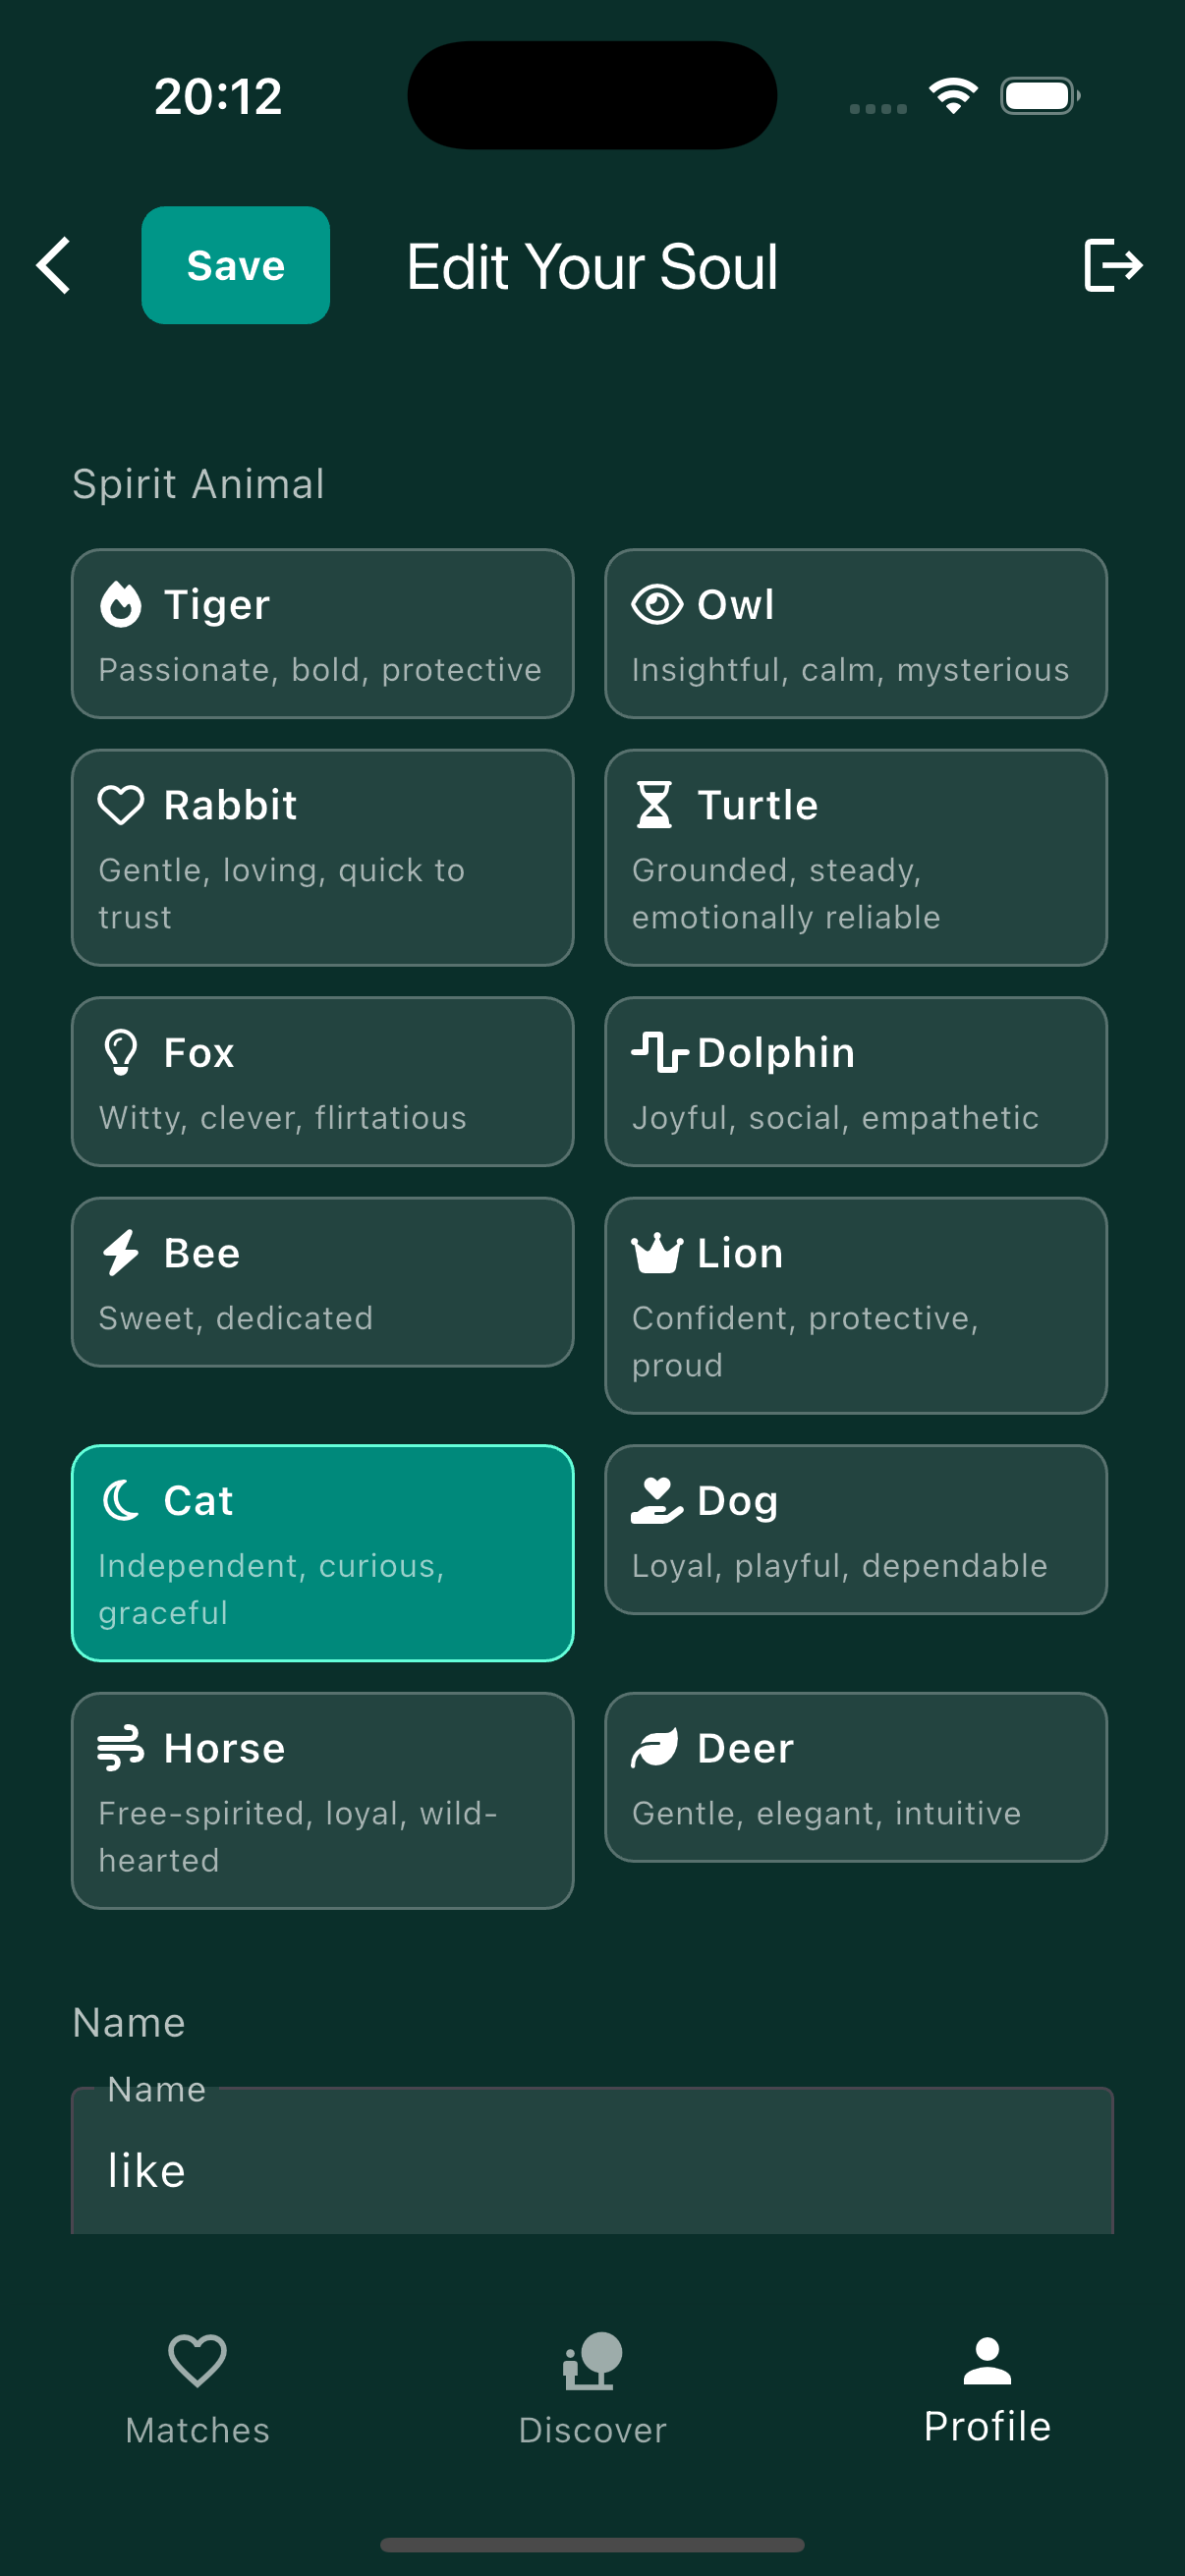 20:12
Save
Edit Your Soul
Spirit Animal
Tiger
Passionate, bold, protective
Owl
Insightful, calm, mysterious
Rabbit
Gentle, loving, quick to
trust
Turtle
Grounded, steady,
emotionally reliable
Fox
Witty, clever, flirtatious
Dolphin
Joyful, social, empathetic
Bee
Sweet, dedicated
Lion
Confident, protective,
proud
Cat
Independent, curious,
graceful
Dog
Loyal, playful, dependable
Horse
Free-spirited, loyal, wild-
hearted
Deer
Gentle, elegant, intuitive
Name
Name
like
Matches
Discover
Profile